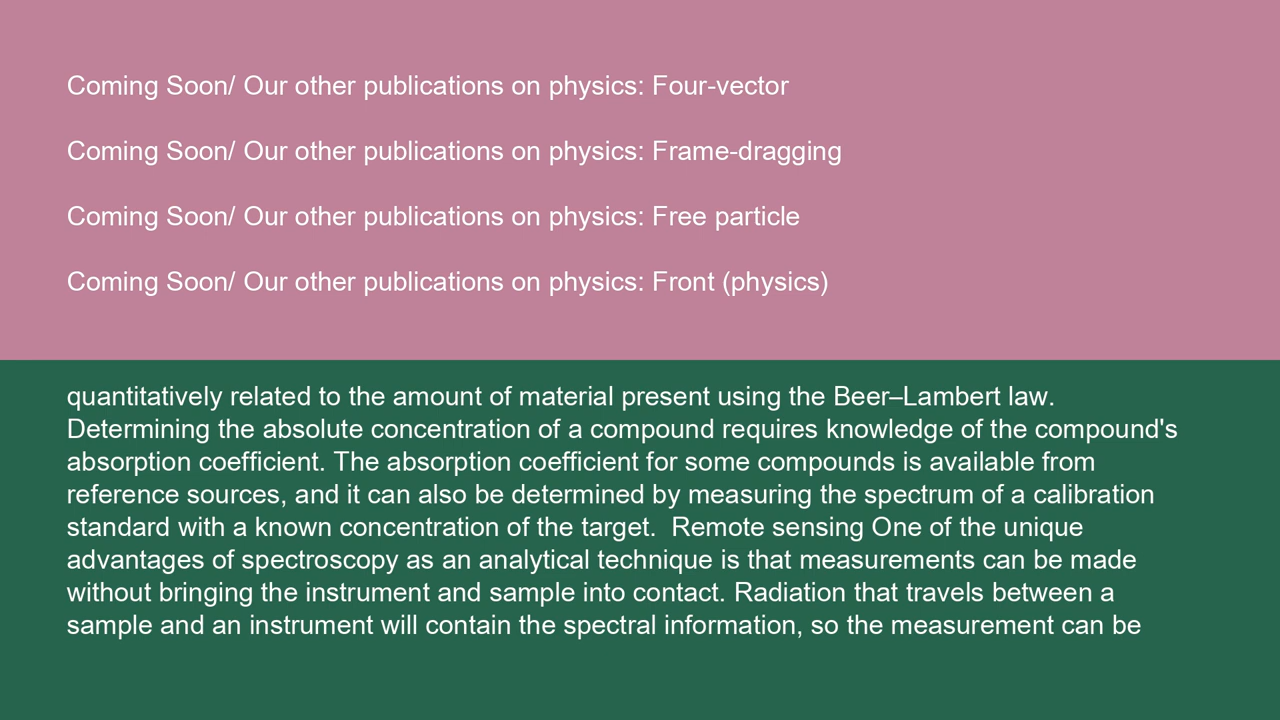 Coming Soon/ Our other publications on physics: Four-vector
Coming Soon/ Our other publications on physics: Frame-dragging
Coming Soon/ Our other publications on physics: Free particle
Coming Soon/ Our other publications on physics: Front (physics)
quantitatively related to the amount of material present using the Beer–Lambert law.
Determining the absolute concentration of a compound requires knowledge of the compound's
absorption coefficient. The absorption coefficient for some compounds is available from
reference sources, and it can also be determined by measuring the spectrum of a calibration
standard with a known concentration of the target.  Remote sensing One of the unique
advantages of spectroscopy as an analytical technique is that measurements can be made
without bringing the instrument and sample into contact. Radiation that travels between a
sample and an instrument will contain the spectral information, so the measurement can be